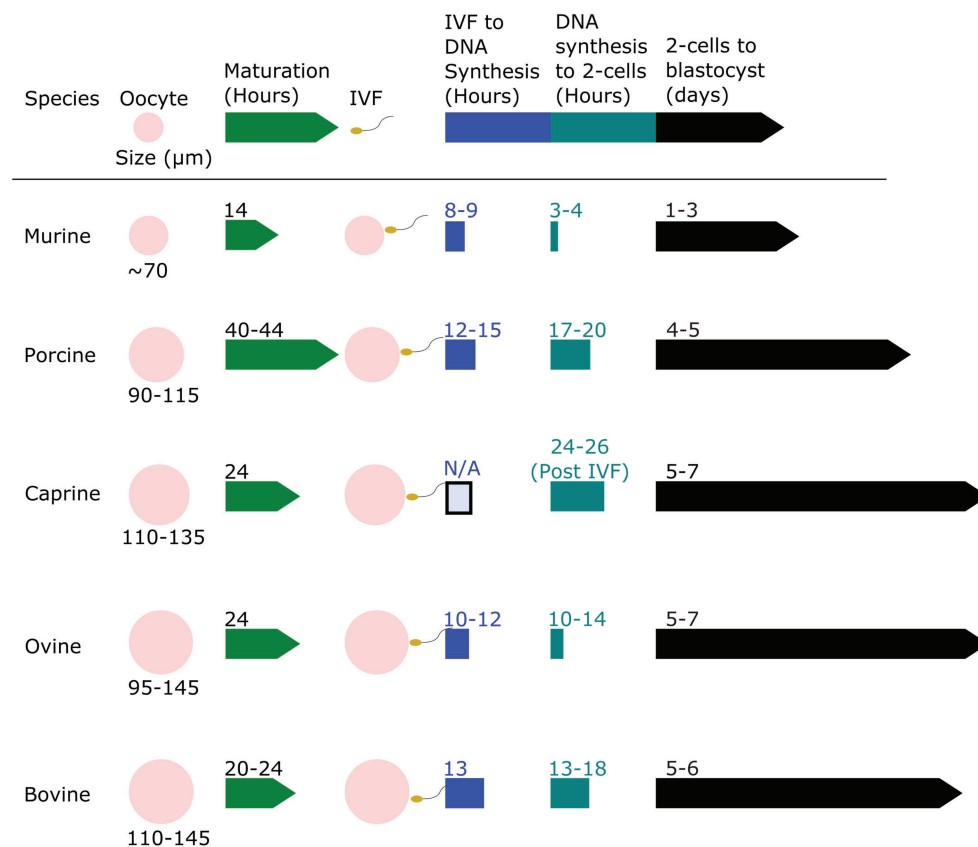 Species
Oocyte
Size (µm)
Maturation
(Hours)
IVF
IVF to
DNA
Synthesis
(Hours)
DNA
synthesis
to 2-cells
(Hours)
2-cells to
blastocyst
(days)
Murine
~70
14
8-9
3-4
1-3
Porcine
90-115
40-44
12-15
17-20
4-5
Caprine
110-135
24
N/A
24-26
(Post IVF)
5-7
Ovine
95-145
24
10-12
10-14
5-7
Bovine
110-145
20-24
13
13-18
5-6